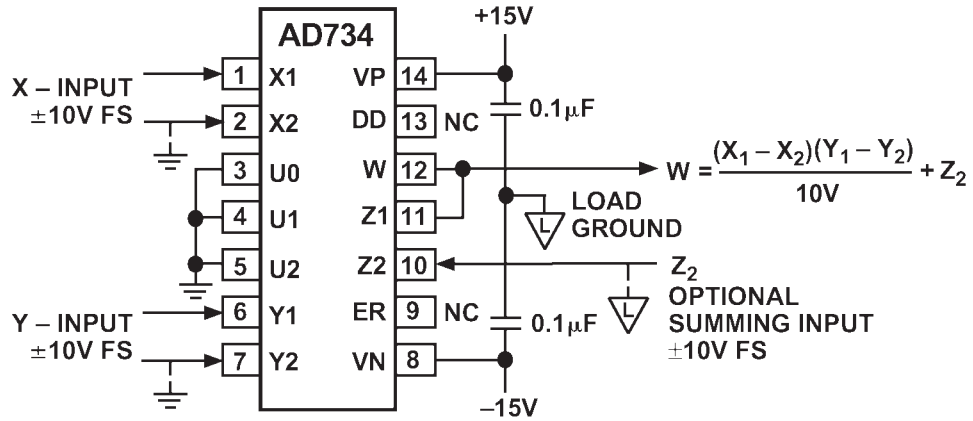 +15V
AD734
X – INPUT
±10V FS
1 X1
2 X2
3 U0
4 U1
5 U2
6 Y1
7 Y2
Y – INPUT
±10V FS
VP 14
DD 13 NC
W 12
Z1 11
Z2 10
ER 9 NC
VN 8
0.1μF
W = (X1 – X2)(Y1 – Y2) / 10V + Z2
L
LOAD
GROUND
Z2
L
OPTIONAL
SUMMING INPUT
±10V FS
0.1μF
–15V